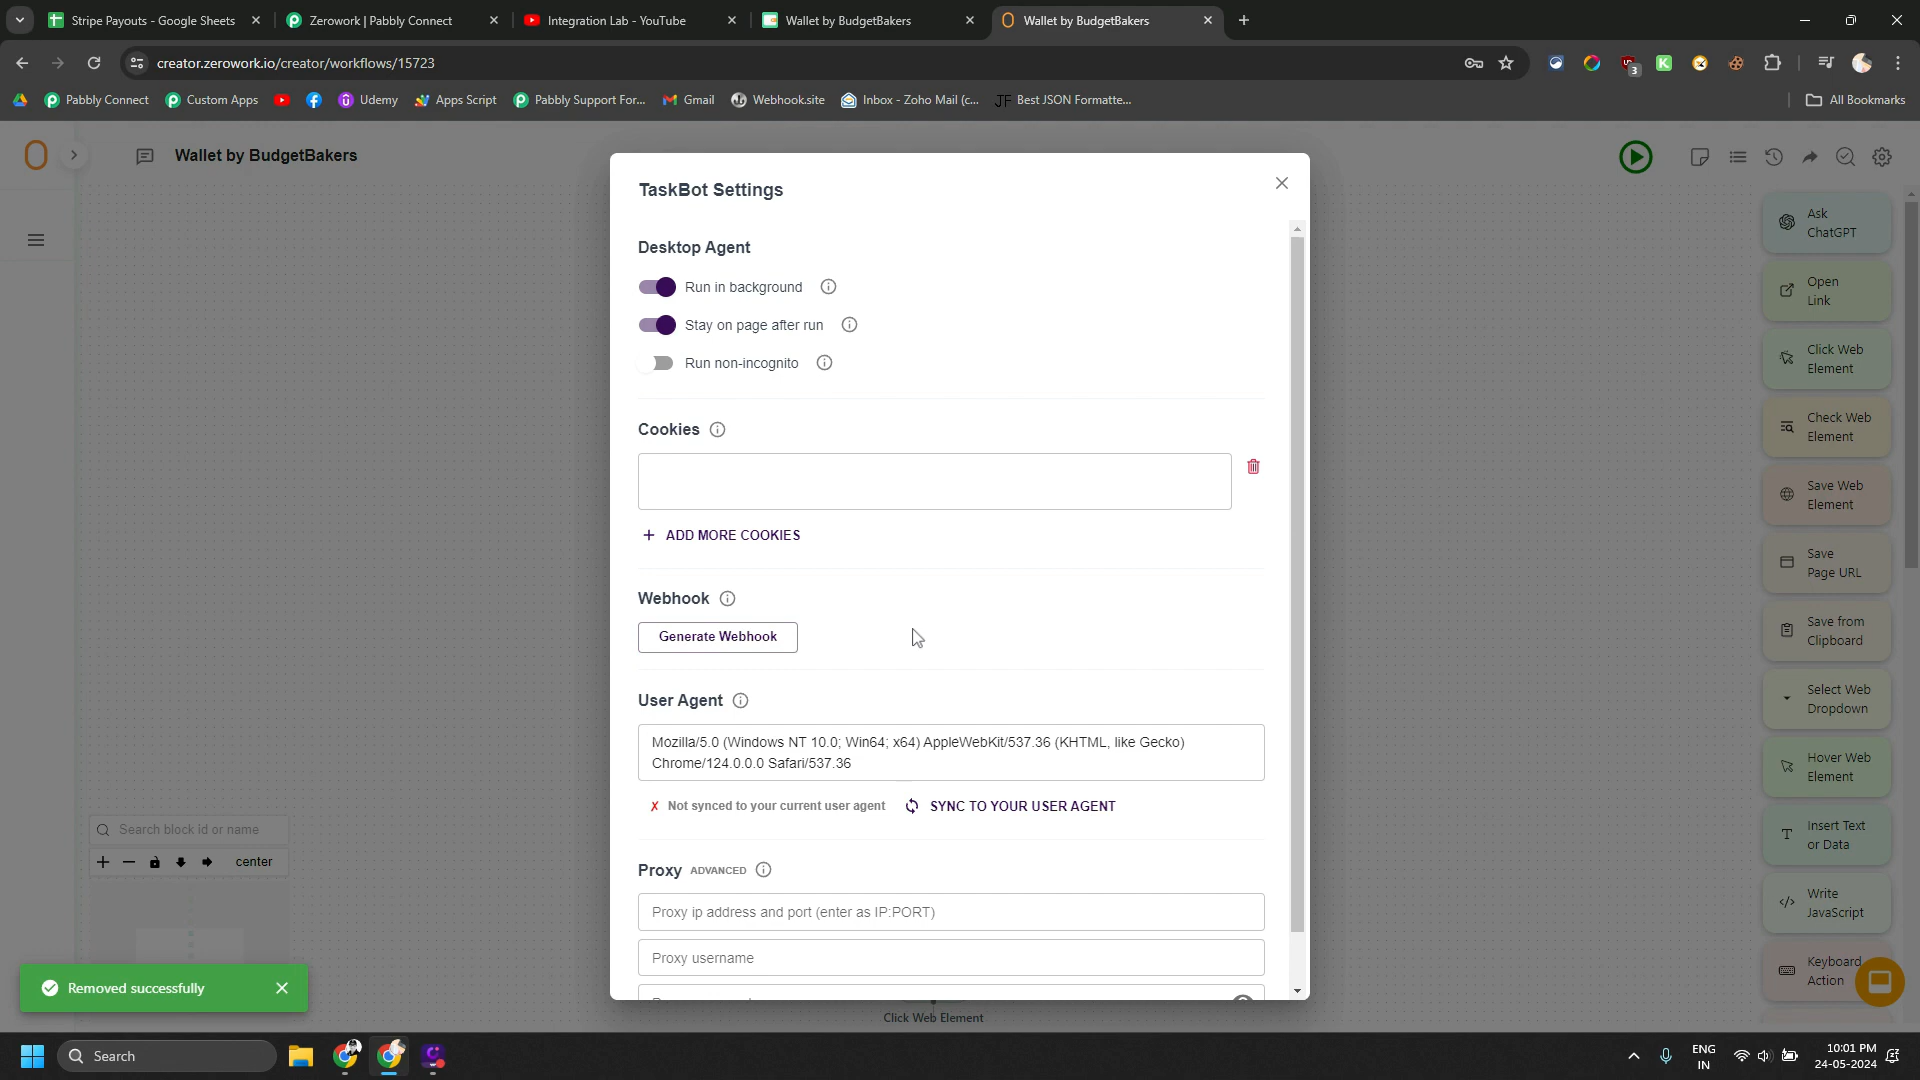 Stripe Payouts - Google Sheets
Zerowork | Pabbly Connect
Integration Lab - YouTube
Wallet by BudgetBakers
Wallet by BudgetBakers
creator.zerowork.io/creator/workflows/15723
3
Pabbly Connect
Custom Apps
Udemy
Apps Script
Pabbly Support For...
Gmail
Webhook.site
Inbox - Zoho Mail (c...
JF Best JSON Formatte...
All Bookmarks
Wallet by BudgetBakers
TaskBot Settings
Desktop Agent
Run in background
Stay on page after run
Run non-incognito
Cookies
+ ADD MORE COOKIES
Webhook
Generate Webhook
User Agent
Mozilla/5.0 (Windows NT 10.0; Win64; x64) AppleWebKit/537.36 (KHTML, like Gecko)
Chrome/124.0.0.0 Safari/537.36
✗ Not synced to your current user agent
SYNC TO YOUR USER AGENT
Proxy ADVANCED
Proxy ip address and port (enter as IP:PORT)
Proxy username
Ask
ChatGPT
Open
Link
Click Web
Element
Check Web
Element
Save Web
Element
Save
Page URL
Save from
Clipboard
Select Web
Dropdown
Hover Web
Element
Insert Text
or Data
Write
JavaScript
Keyboard
Action
Search block id or name
center
Removed successfully
Click Web Element
Search
ENG
IN
10:01 PM
24-05-2024